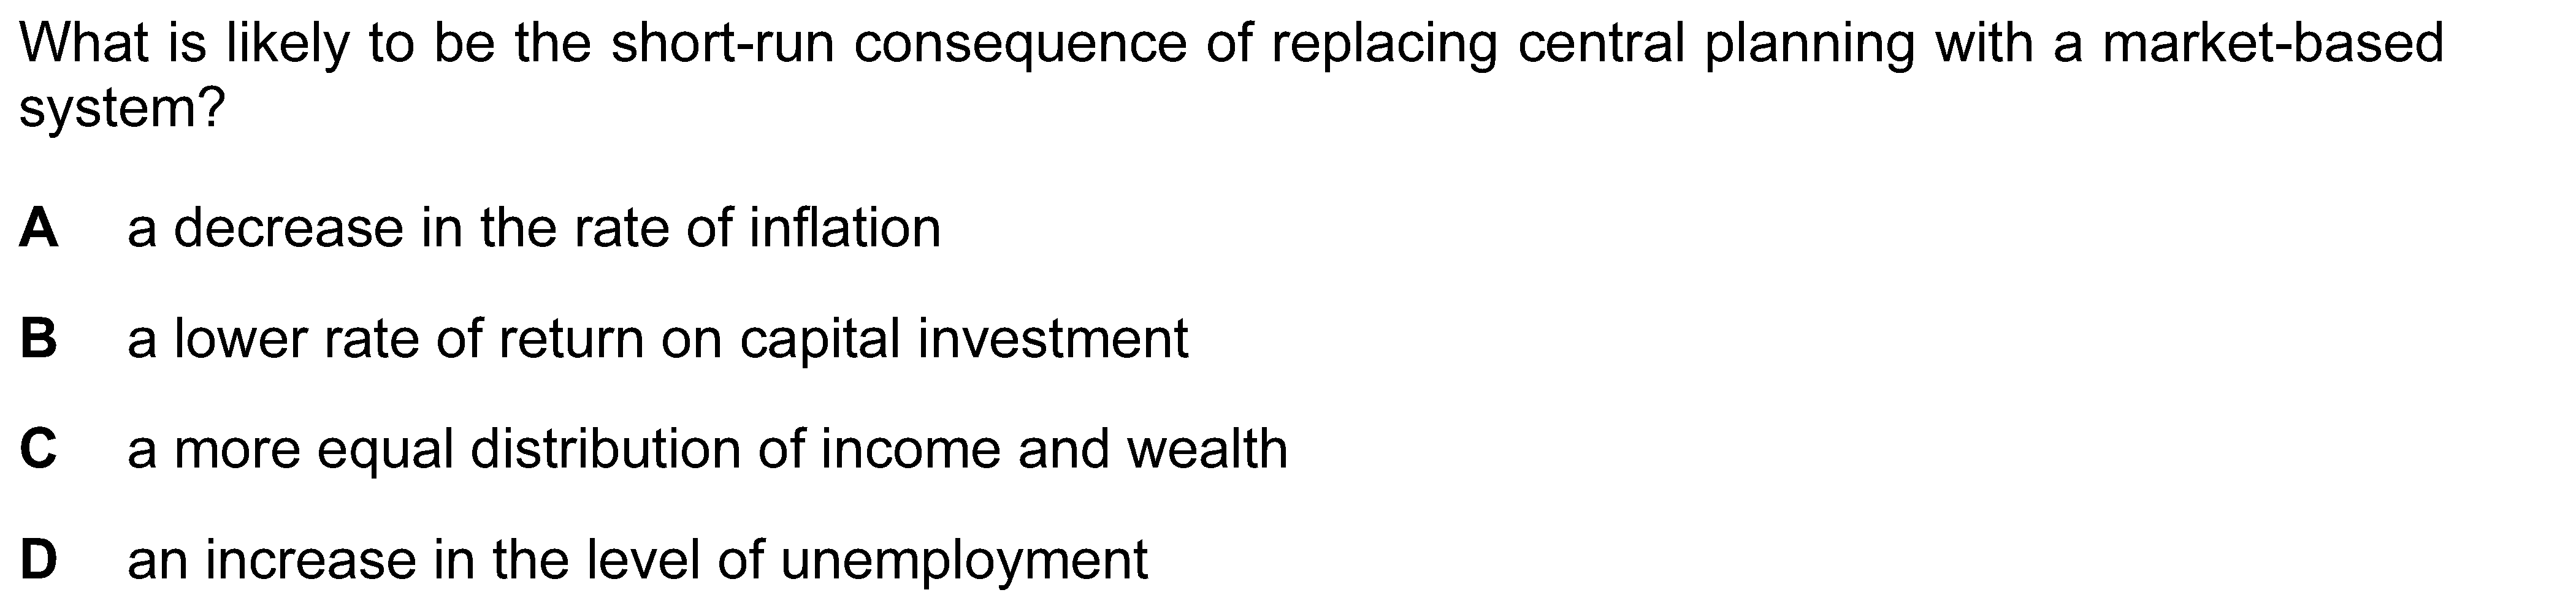 What is likely to be the short-run consequence of replacing central planning with a market-based
system?
A a decrease in the rate of inflation
B a lower rate of return on capital investment
C a more equal distribution of income and wealth
D an increase in the level of unemployment